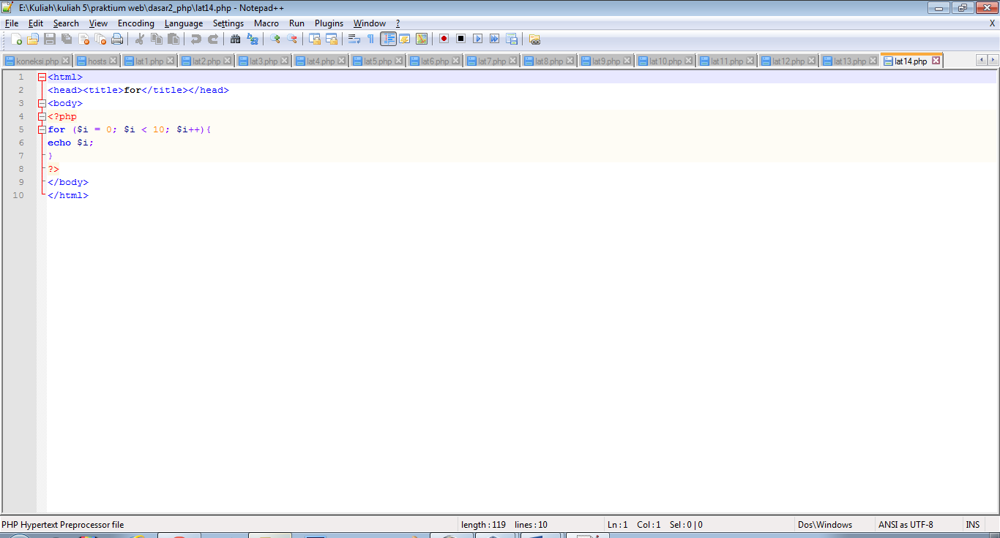 E:\Kuliah\kuliah 5\praktium web\dasar2_php\lat14.php - Notepad++
File Edit Search View Encoding Language Settings Macro Run Plugins Window ? X
koneksi.php hosts lat1.php lat2.php lat3.php lat4.php lat5.php lat6.php lat7.php lat8.php lat9.php lat10.php lat11.php lat12.php lat13.php lat14.php
1 <html>
2 <head><title>for</title></head>
3 <body>
4 <?php
5 for ($i = 0; $i < 10; $i++){
6 echo $i;
7 }
8 ?>
9 </body>
10 </html>
PHP Hypertext Preprocessor file length : 119 lines : 10 Ln : 1 Col : 1 Sel : 0 | 0 Dos\Windows ANSI as UTF-8 INS